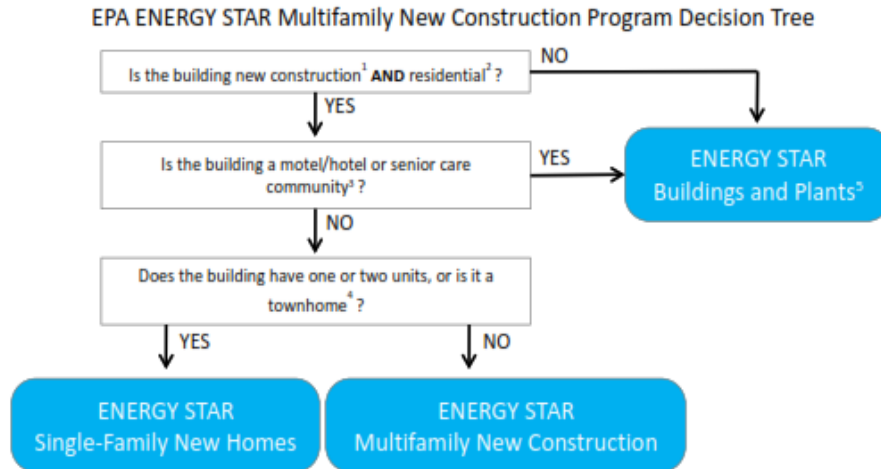 EPA ENERGY STAR Multifamily New Construction Program Decision Tree
Is the building new construction¹ AND residential² ?
NO
YES
Is the building a motel/hotel or senior care
community³ ?
YES
ENERGY STAR
Buildings and Plants⁵
NO
Does the building have one or two units, or is it a
townhome⁴ ?
YES
NO
ENERGY STAR
Single-Family New Homes
ENERGY STAR
Multifamily New Construction